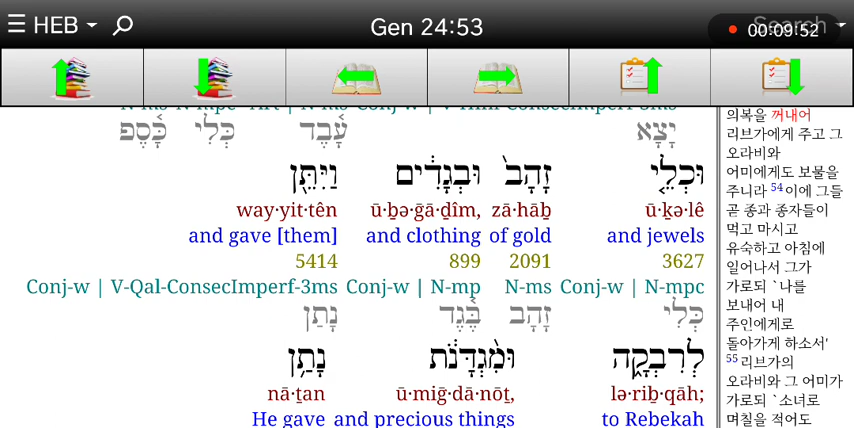 ☰ HEB Gen 24:53 Search 00:09:52
כָּ֫סֶף כְּלִי עָ֫בֶד יָצָא
וַיִּתֵּ֖ן וּבְגָדִ֔ים זָהָב֙ וּכְלֵ֤י
way·yit·tên ū·ḇə·ḡā·ḏîm, zā·hāḇ ū·ḵə·lê
and gave [them] and clothing of gold and jewels
5414 899 2091 3627
Conj-w | V-Qal-ConsecImperf-3ms Conj-w | N-mp N-ms Conj-w | N-mpc
נָתַן בֶּ֫גֶד זָהָב כְּלִי
נָתַ֥ן וּמִ֨גְדָּנֹ֔ת לְרִבְקָ֑ה
nā·ṯan ū·miḡ·dā·nōṯ, lə·riḇ·qāh;
He gave and precious things to Rebekah
의복을 꺼내어
리브가에게 주고 그
오라비와
어미에게도 보물을
주니라 54이에 그들
곧 종과 종자들이
먹고 마시고
유숙하고 아침에
일어나서 그가
가로되 `나를
보내어 내
주인에게로
돌아가게 하소서'
55리브가의
오라비와 그 어미가
가로되 `소녀로
며칠을 적어도